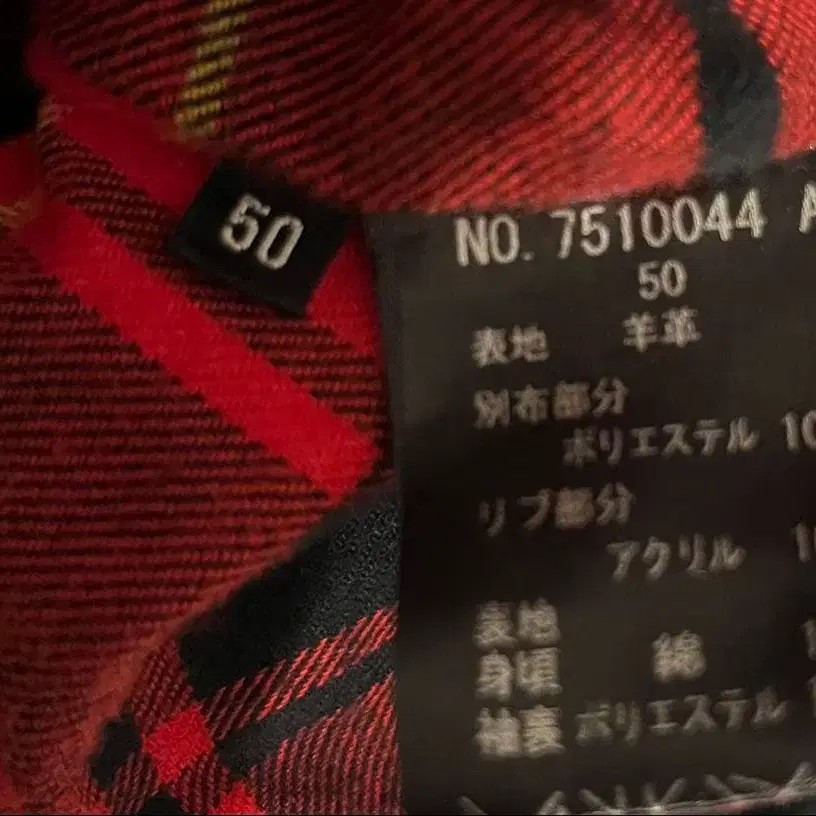 50
NO. 7510044 A
50
表地 羊革
別布部分
ポリエステル 10
リブ部分
アクリル 1
裏地
身頃 綿 1
袖裏 ポリエステル 1